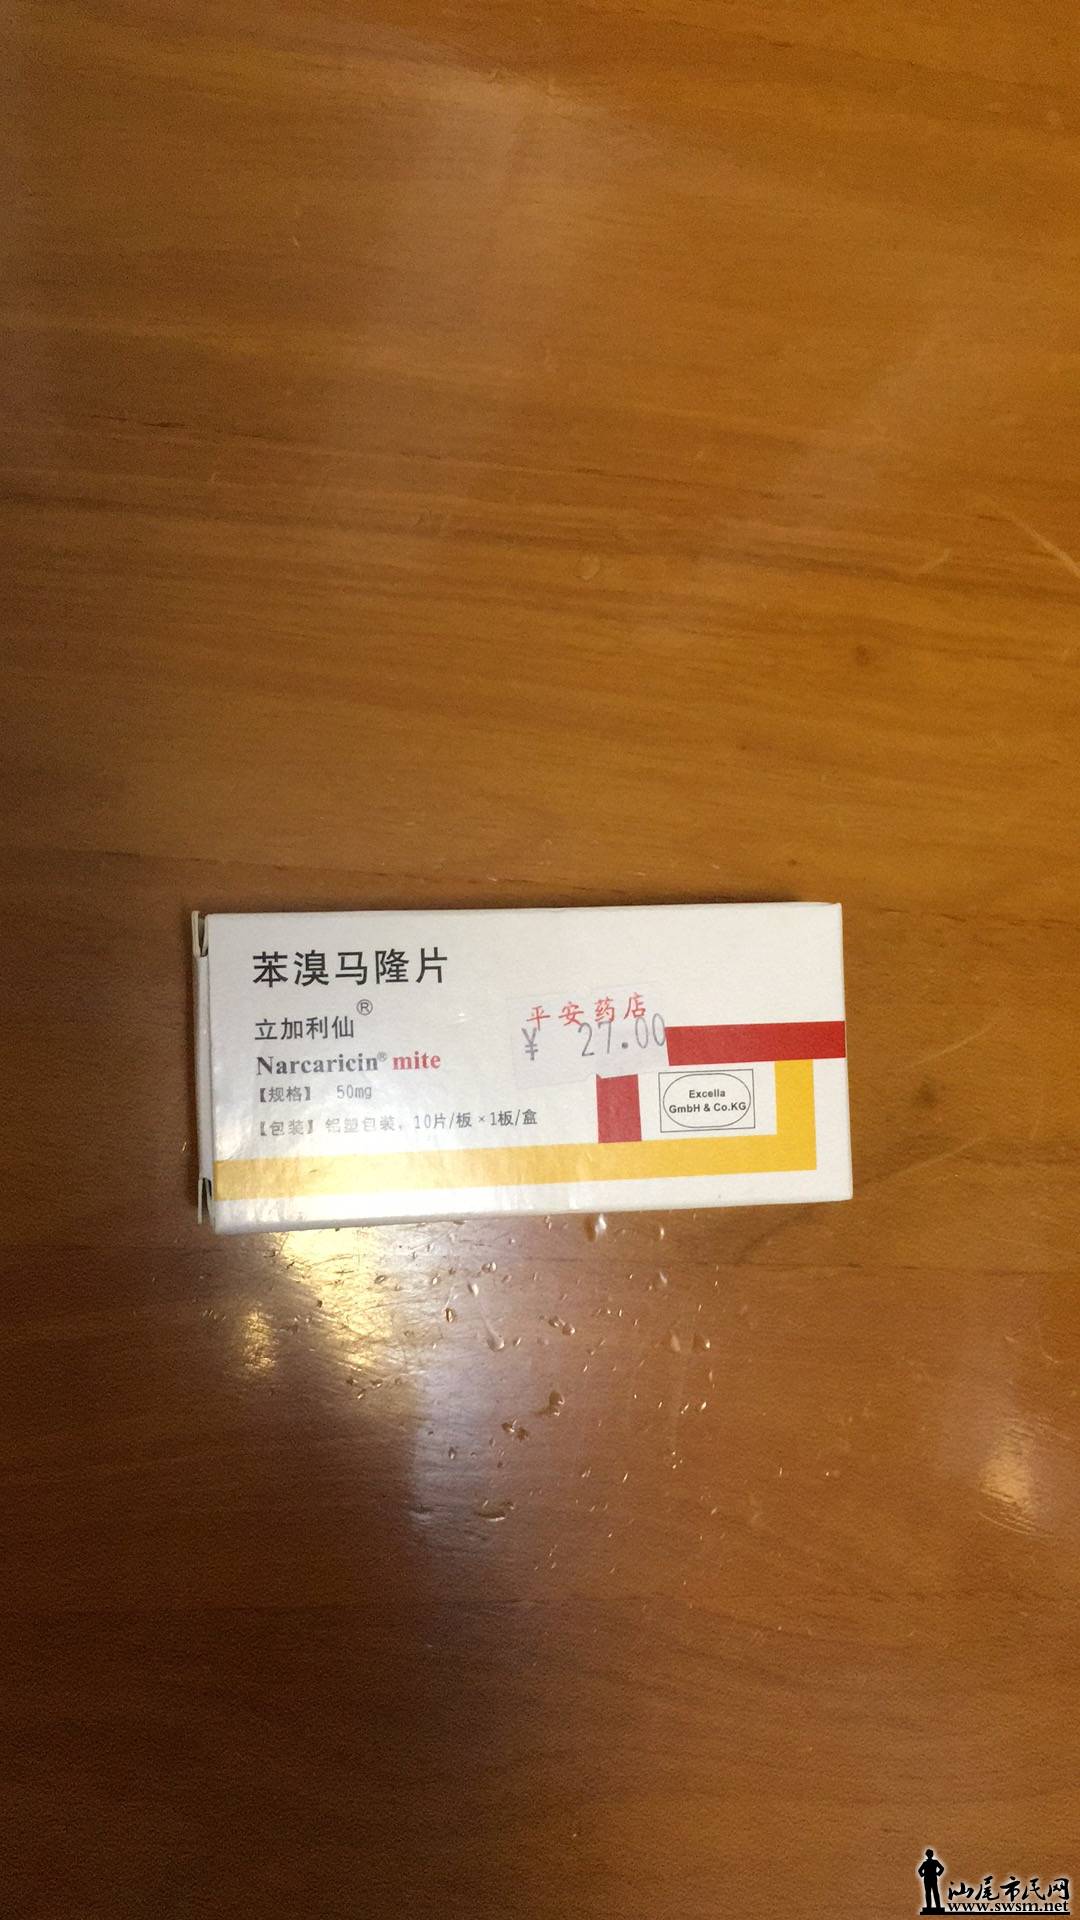 苯溴马隆片
立加利仙®
Narcaricin® mite
【规格】 50mg
【包装】铝塑包装，10片/板×1板/盒
平安药店
¥ 27.00
Excella
GmbH & Co.KG
汕尾市民网
www.swsm.net